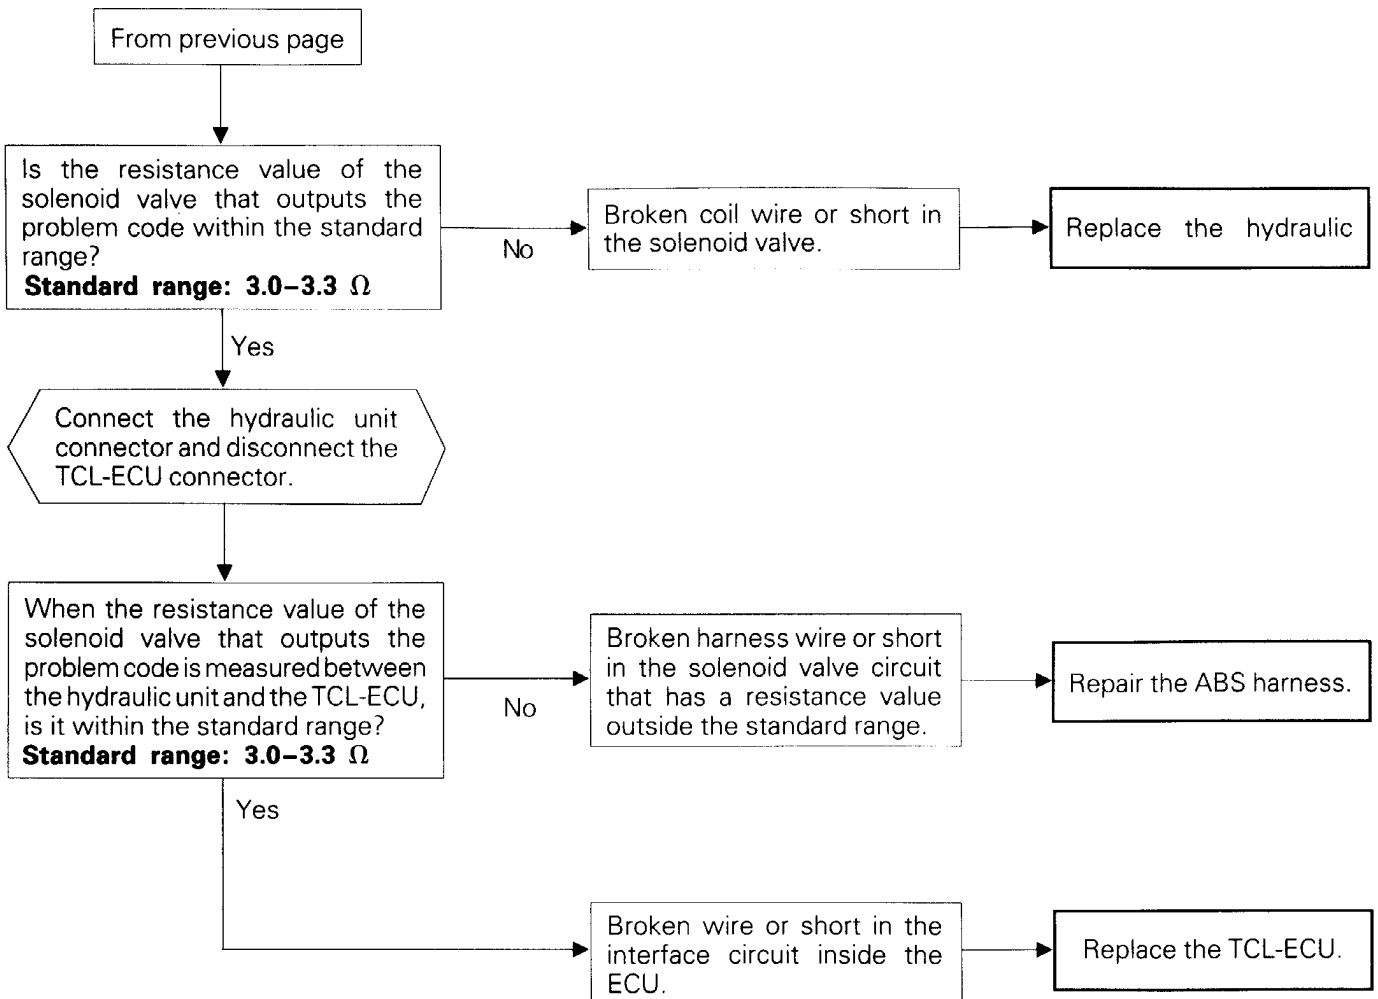 From previous page
Is the resistance value of the
solenoid valve that outputs the
problem code within the standard
range?
Standard range: 3.0–3.3 Ω
No
Broken coil wire or short in
the solenoid valve.
Replace the hydraulic
Yes
Connect the hydraulic unit
connector and disconnect the
TCL-ECU connector.
When the resistance value of the
solenoid valve that outputs the
problem code is measured between
the hydraulic unit and the TCL-ECU,
is it within the standard range?
Standard range: 3.0–3.3 Ω
No
Broken harness wire or short
in the solenoid valve circuit
that has a resistance value
outside the standard range.
Repair the ABS harness.
Yes
Broken wire or short in the
interface circuit inside the
ECU.
Replace the TCL-ECU.